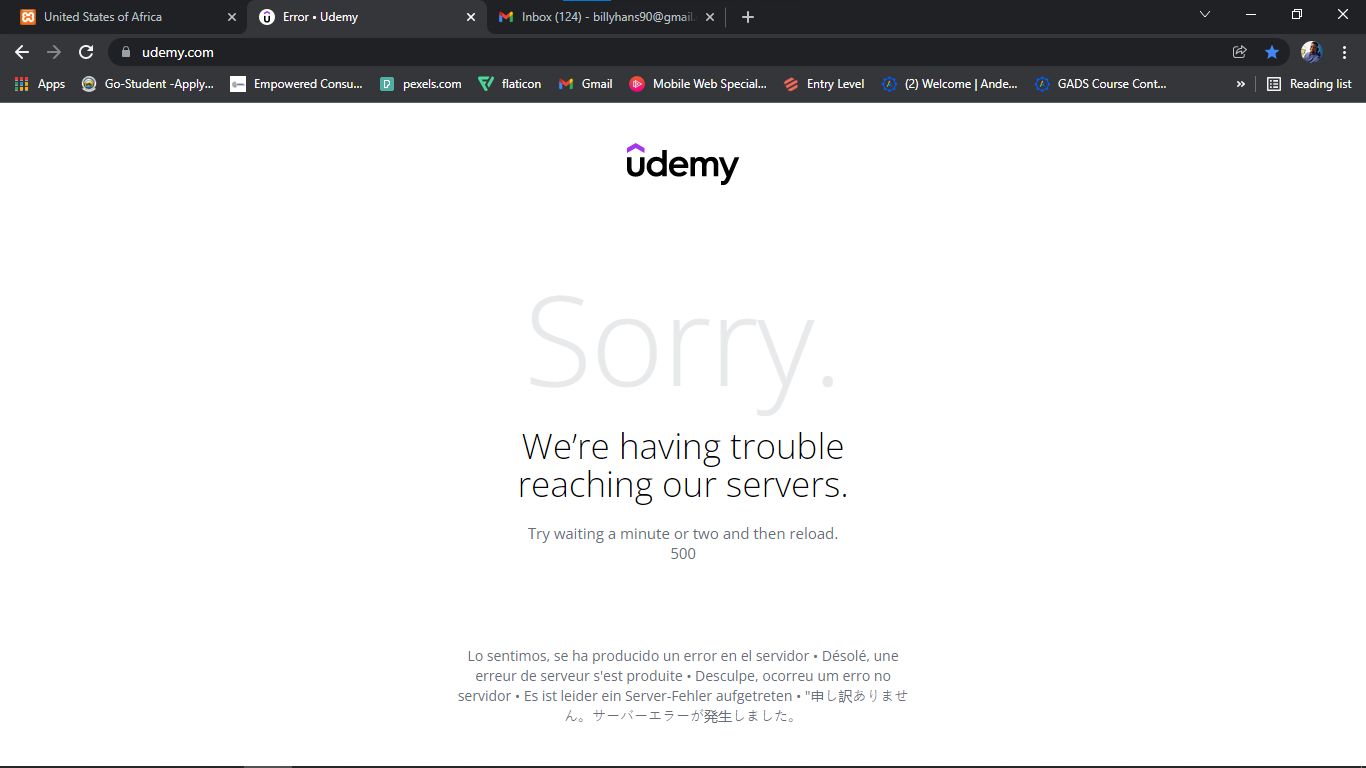 United States of Africa
Error • Udemy
Inbox (124) - billyhans90@gmail.
udemy.com
Apps
Go-Student -Apply...
Empowered Consu...
pexels.com
flaticon
Gmail
Mobile Web Special...
Entry Level
(2) Welcome | Ande...
GADS Course Cont...
»
Reading list
udemy
Sorry.
We’re having trouble
reaching our servers.
Try waiting a minute or two and then reload.
500
Lo sentimos, se ha producido un error en el servidor • Désolé, une
erreur de serveur s'est produite • Desculpe, ocorreu um erro no
servidor • Es ist leider ein Server-Fehler aufgetreten • "申し訳ありませ
ん。サーバーエラーが発生しました。